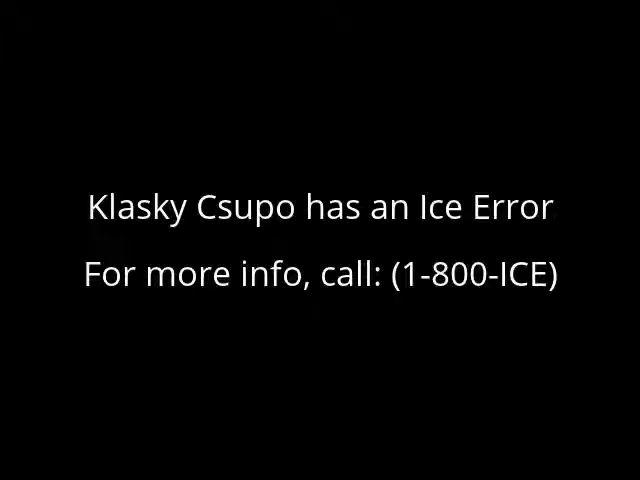 Klasky Csupo has an Ice Error
For more info, call: (1-800-ICE)